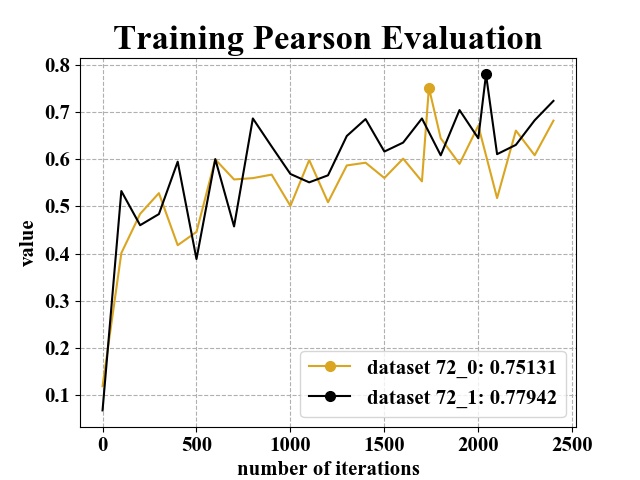 Training Pearson Evaluation
0.8
0.7
0.6
0.5
0.4
0.3
0.2
0.1
value
dataset 72_0: 0.75131
dataset 72_1: 0.77942
0 500 1000 1500 2000 2500
number of iterations